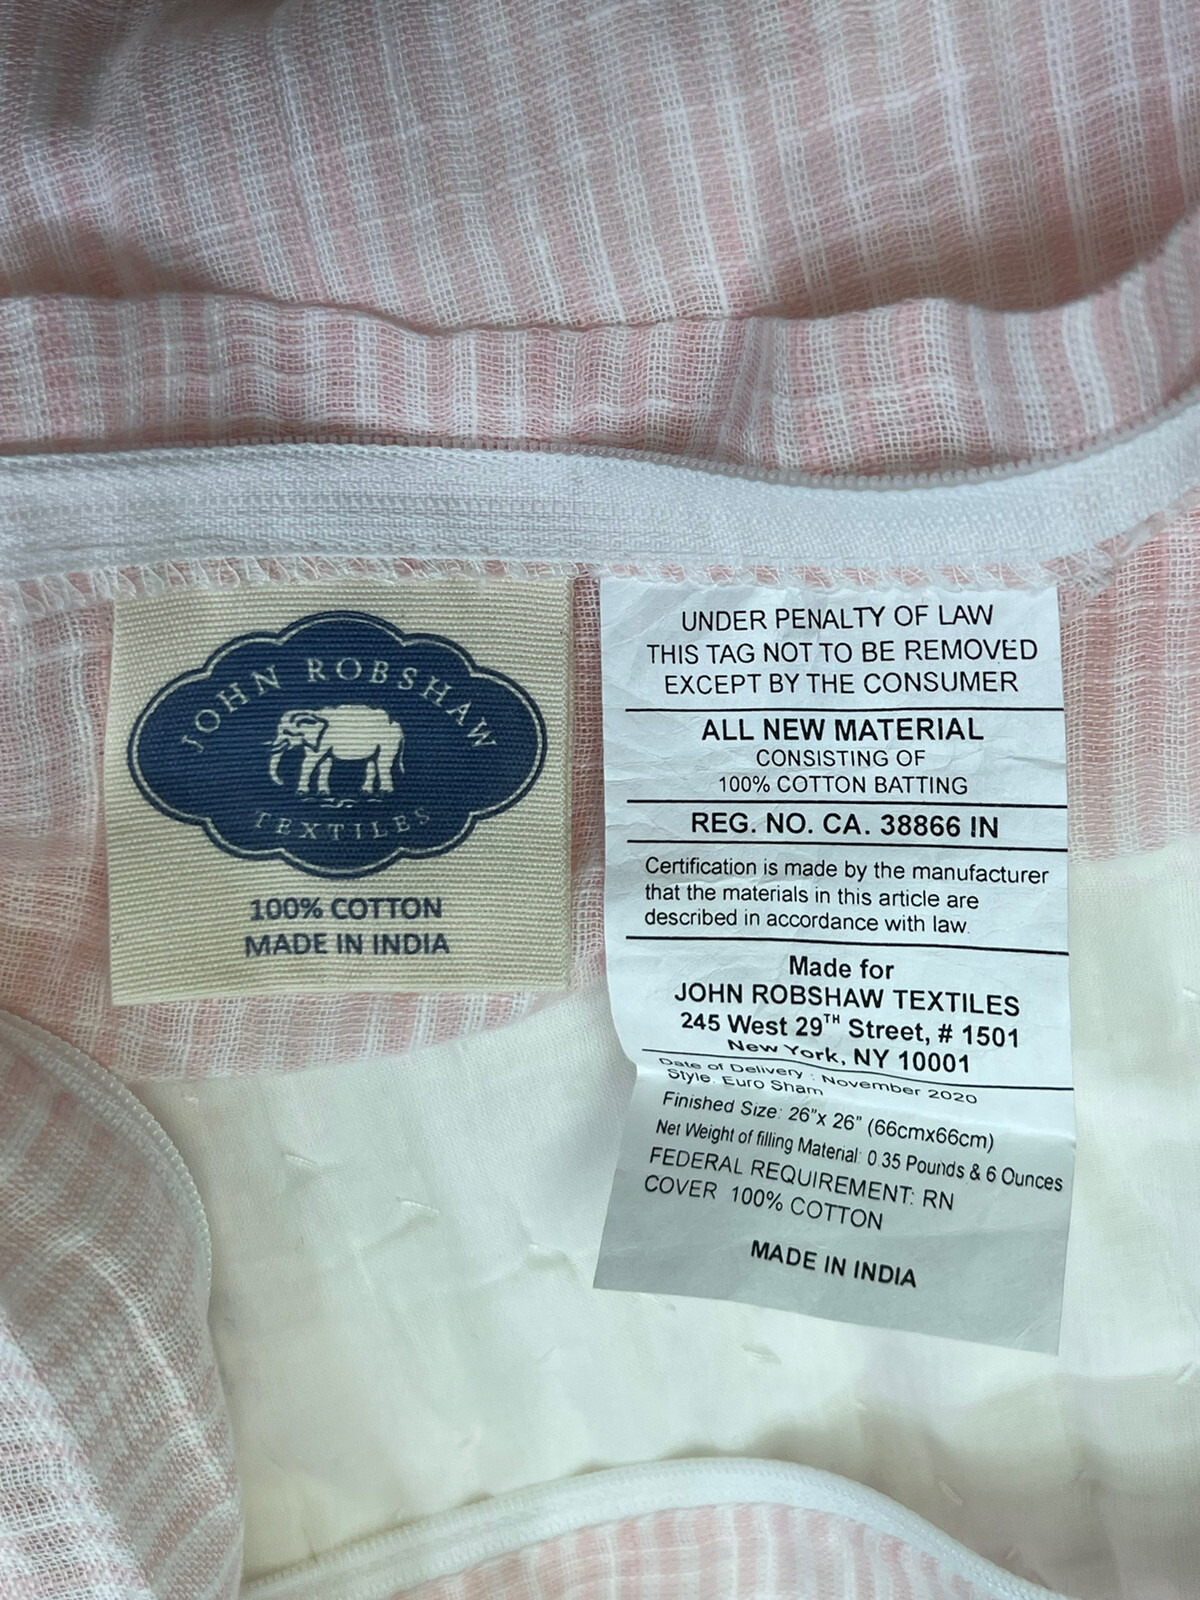 JOHN ROBSHAW
TEXTILES
100% COTTON
MADE IN INDIA
UNDER PENALTY OF LAW
THIS TAG NOT TO BE REMOVED
EXCEPT BY THE CONSUMER
ALL NEW MATERIAL
CONSISTING OF
100% COTTON BATTING
REG. NO. CA. 38866 IN
Certification is made by the manufacturer
that the materials in this article are
described in accordance with law.
Made for
JOHN ROBSHAW TEXTILES
245 West 29TH Street, # 1501
New York, NY 10001
Date of Delivery : November 2020
Style: Euro Sham
Finished Size: 26"x 26" (66cmx66cm)
Net Weight of filling Material: 0.35 Pounds & 6 Ounces
FEDERAL REQUIREMENT: RN
COVER 100% COTTON
MADE IN INDIA